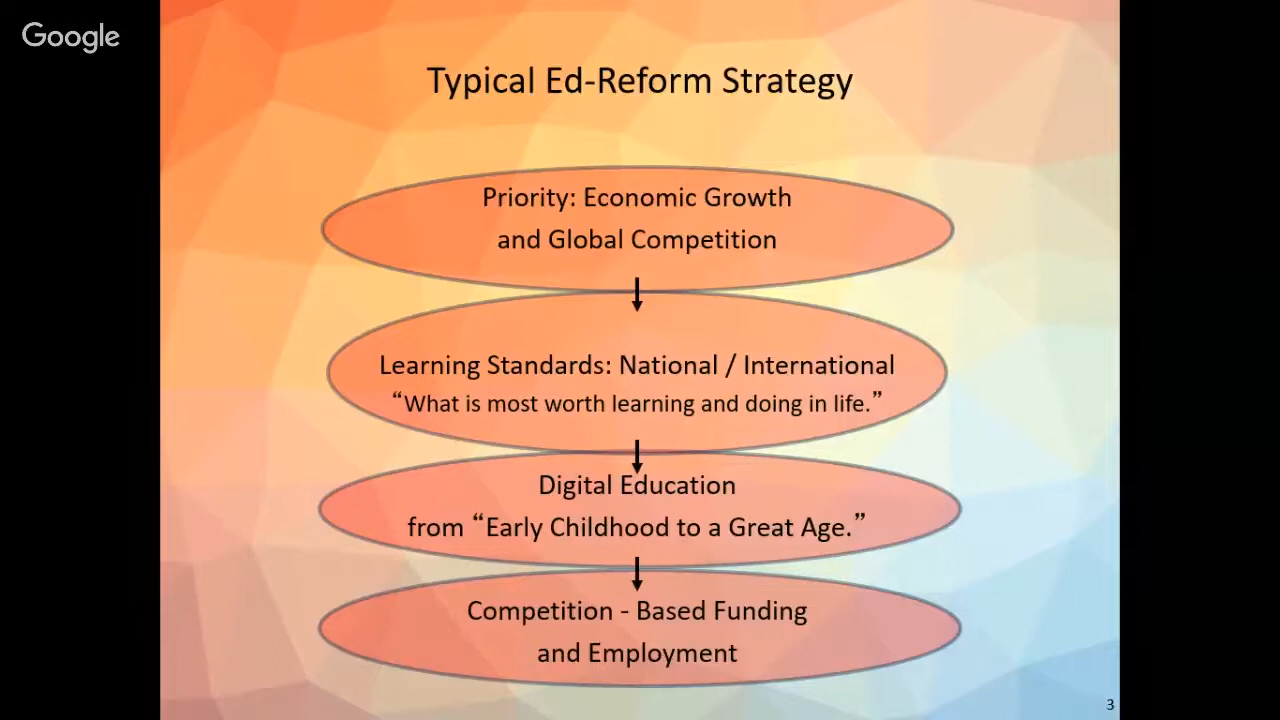 Google
Typical Ed-Reform Strategy
Priority: Economic Growth
and Global Competition
Learning Standards: National / International
“What is most worth learning and doing in life.”
Digital Education
from “Early Childhood to a Great Age.”
Competition - Based Funding
and Employment
3